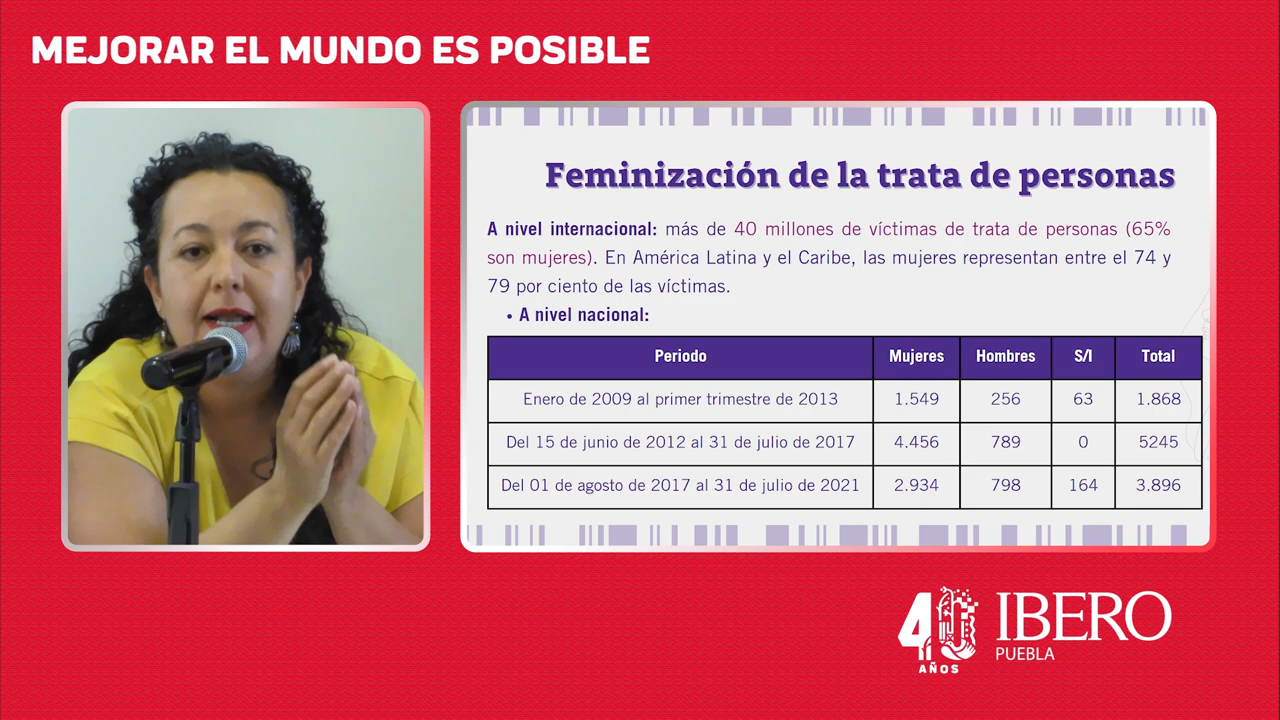 MEJORAR EL MUNDO ES POSIBLE
Feminización de la trata de personas
A nivel internacional: más de 40 millones de víctimas de trata de personas (65%
son mujeres). En América Latina y el Caribe, las mujeres representan entre el 74 y
79 por ciento de las víctimas.
• A nivel nacional:
Periodo Mujeres Hombres S/I Total
Enero de 2009 al primer trimestre de 2013 1.549 256 63 1.868
Del 15 de junio de 2012 al 31 de julio de 2017 4.456 789 0 5245
Del 01 de agosto de 2017 al 31 de julio de 2021 2.934 798 164 3.896
40 AÑOS
IBERO
PUEBLA